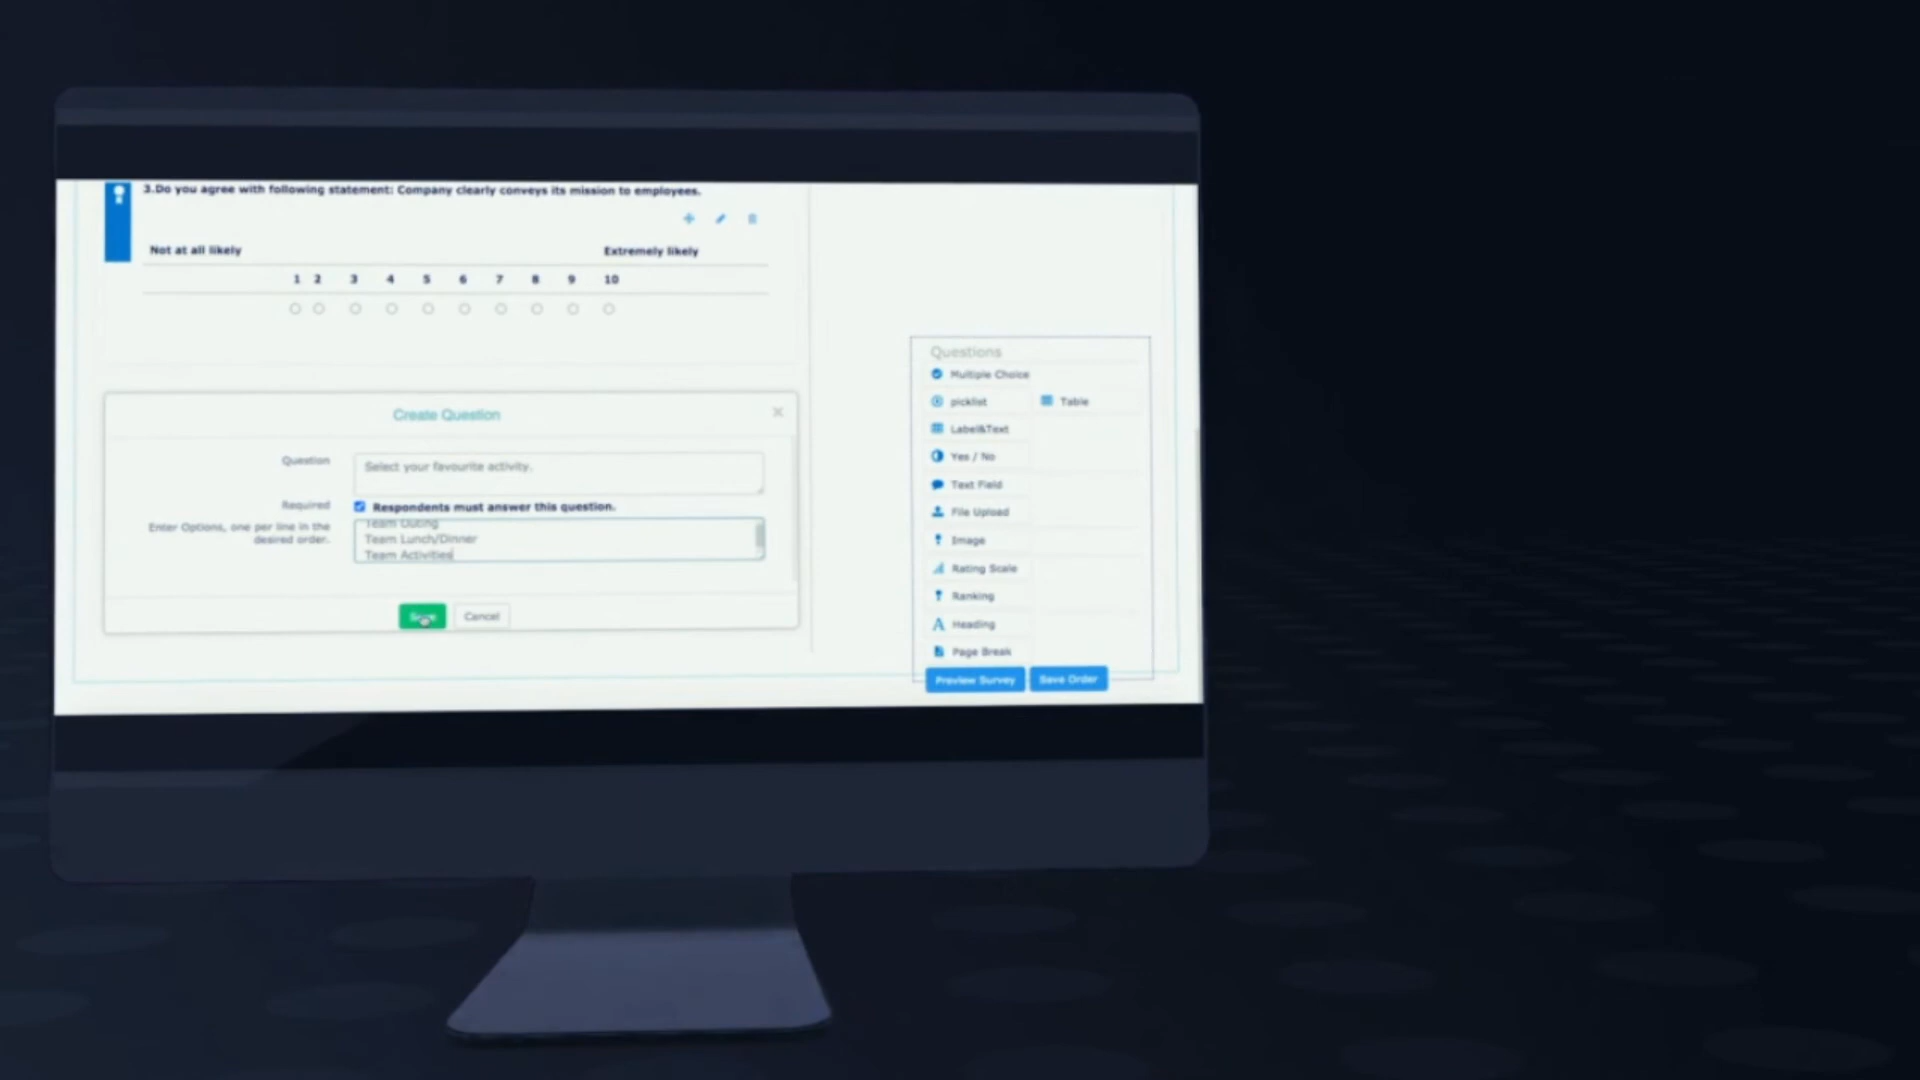 3.Do you agree with following statement: Company clearly conveys its mission to employees.
Not at all likely
Extremely likely
1 2 3 4 5 6 7 8 9 10
Create Question
Question
Select your favourite activity.
Required
Respondents must answer this question.
Enter Options, one per line in the
desired order.
Team Outing
Team Lunch/Dinner
Team Activities
Save
Cancel
Questions
Multiple Choice
picklist
Table
Label&Text
Yes / No
Text Field
File Upload
Image
Rating Scale
Ranking
Heading
Page Break
Preview Survey
Save Order